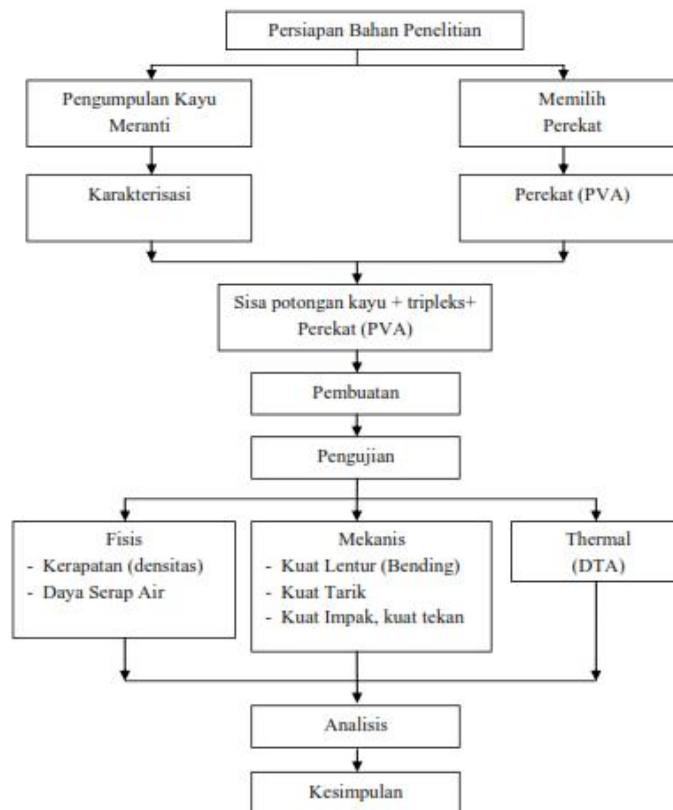 Persiapan Bahan Penelitian
Pengumpulan Kayu
Meranti
Memilih
Perekat
Karakterisasi
Perekat (PVA)
Sisa potongan kayu + tripleks+
Perekat (PVA)
Pembuatan
Pengujian
Fisis
- Kerapatan (densitas)
- Daya Serap Air
Mekanis
- Kuat Lentur (Bending)
- Kuat Tarik
- Kuat Impak, kuat tekan
Thermal
(DTA)
Analisis
Kesimpulan